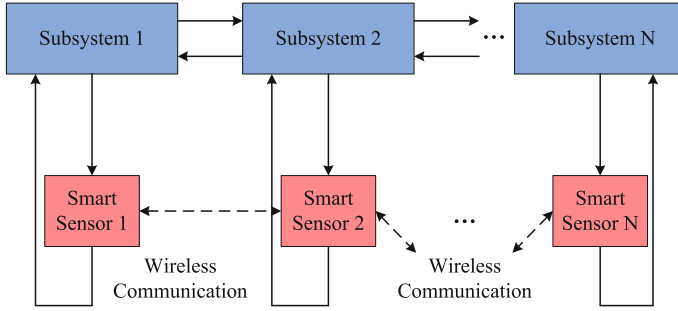 Subsystem 1
Subsystem 2
...
Subsystem N
Smart
Sensor 1
Smart
Sensor 2
...
Smart
Sensor N
Wireless
Communication
Wireless
Communication